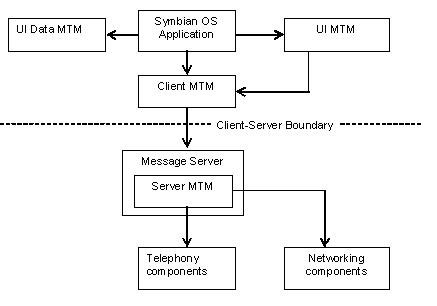 UI Data MTM
Symbian OS
Application
UI MTM
Client MTM
Client-Server Boundary
Message Server
Server MTM
Telephony
components
Networking
components